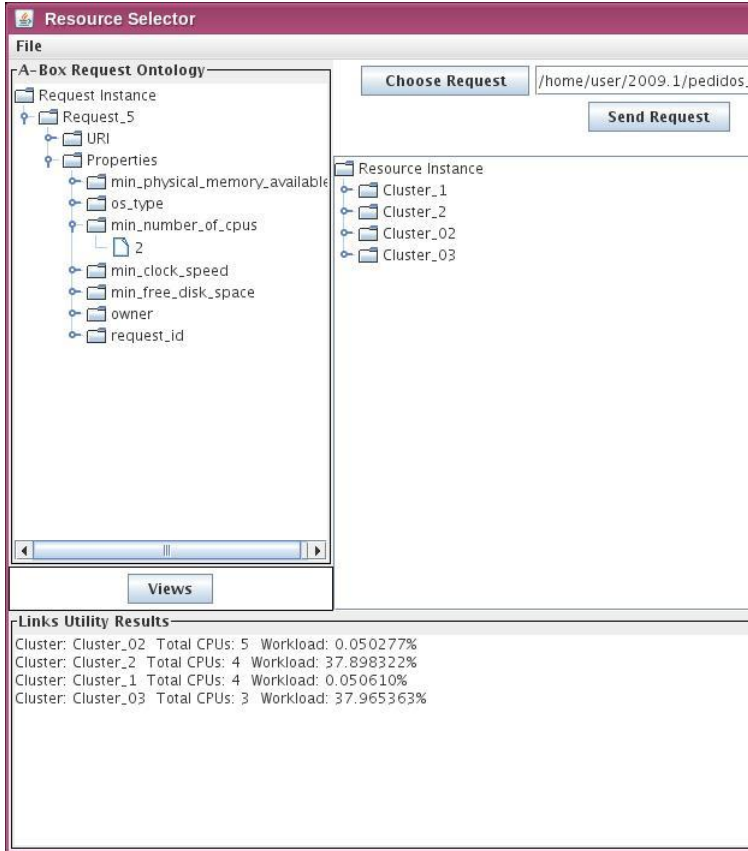 Resource Selector
File
A-Box Request Ontology
Request Instance
Request_5
URI
Properties
min_physical_memory_available
os_type
min_number_of_cpus
2
min_clock_speed
min_free_disk_space
owner
request_id
Views
Choose Request
/home/user/2009.1/pedidos_
Send Request
Resource Instance
Cluster_1
Cluster_2
Cluster_02
Cluster_03
Links Utility Results
Cluster: Cluster_02 Total CPUs: 5 Workload: 0.050277%
Cluster: Cluster_2 Total CPUs: 4 Workload: 37.898322%
Cluster: Cluster_1 Total CPUs: 4 Workload: 0.050610%
Cluster: Cluster_03 Total CPUs: 3 Workload: 37.965363%